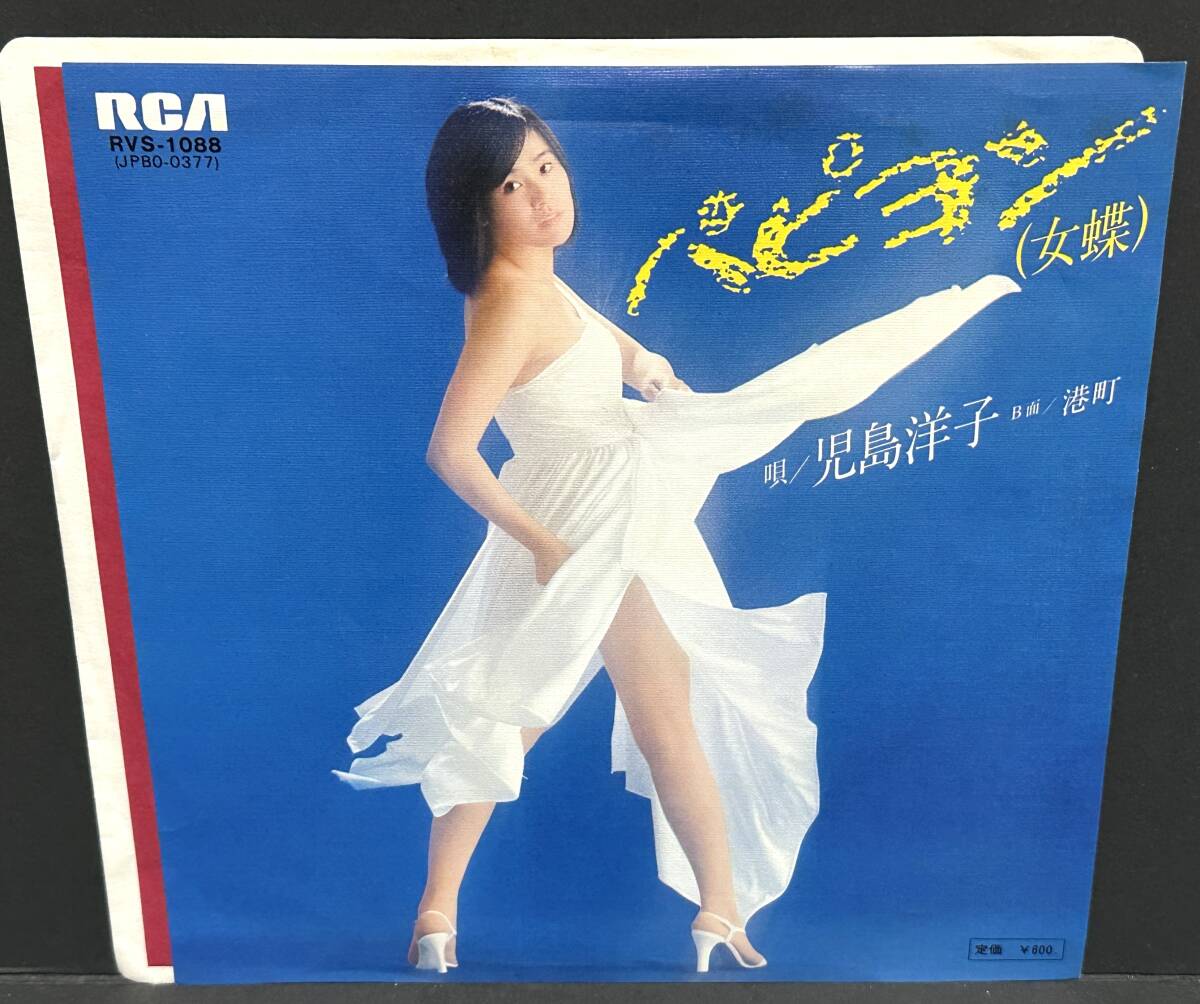 RCA
RVS-1088
(JPBO-0377)
パピヨン
(女蝶)
唄/児島洋子 B面/港町
定価 ¥600